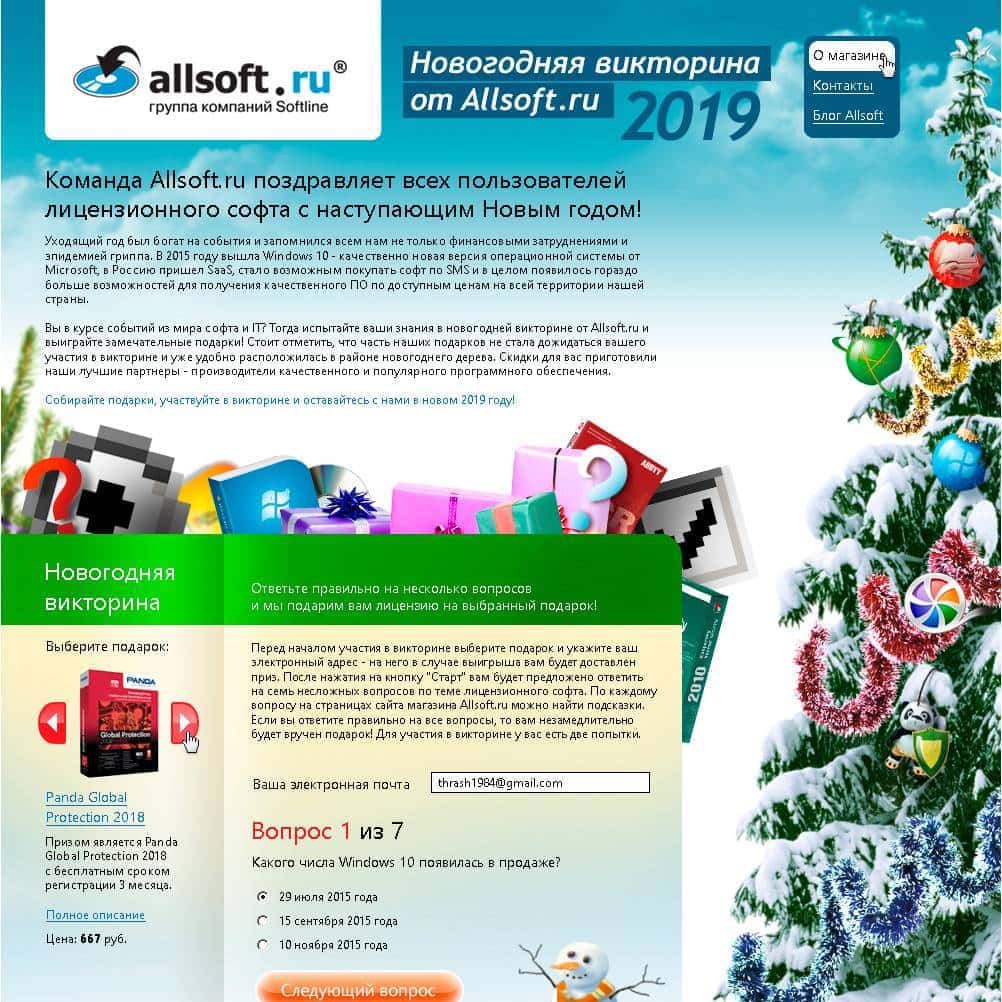 allsoft.ru®
группа компаний Softline
Новогодняя викторина
от Allsoft.ru
2019
О магазине
Контакты
Блог Allsoft
Команда Allsoft.ru поздравляет всех пользователей
лицензионного софта с наступающим Новым годом!
Уходящий год был богат на события и запомнился всем нам не только финансовыми затруднениями и
эпидемией гриппа. В 2015 году вышла Windows 10 - качественно новая версия операционной системы от
Microsoft, в Россию пришел SaaS, стало возможным покупать софт по SMS и в целом появилось гораздо
больше возможностей для получения качественного ПО по доступным ценам на всей территории нашей
страны.
Вы в курсе событий из мира софта и IT? Тогда испытайте ваши знания в новогодней викторине от Allsoft.ru и
выиграйте замечательные подарки! Стоит отметить, что часть наших подарков не стала дожидаться вашего
участия в викторине и уже удобно расположилась в районе новогоднего дерева. Скидки для вас приготовили
наши лучшие партнеры - производители качественного и популярного программного обеспечения.
Собирайте подарки, участвуйте в викторине и оставайтесь с нами в новом 2019 году!
?
?
ABBYY
Новогодняя
викторина
Ответьте правильно на несколько вопросов
и мы подарим вам лицензию на выбранный подарок!
2010
Выберите подарок:
PANDA
Global Protection
Panda Global
Protection 2018
Призом является Panda
Global Protection 2018
с бесплатным сроком
регистрации 3 месяца.
Полное описание
Цена: 667 руб.
Перед началом участия в викторине выберите подарок и укажите ваш
электронный адрес - на него в случае выигрыша вам будет доставлен
приз. После нажатия на кнопку "Старт" вам будет предложено ответить
на семь несложных вопросов по теме лицензионного софта. По каждому
вопросу на страницах сайта магазина Allsoft.ru можно найти подсказки.
Если вы ответите правильно на все вопросы, то вам незамедлительно
будет вручен подарок! Для участия в викторине у вас есть две попытки.
Ваша электронная почта
thrash1984@gmail.com
Вопрос 1 из 7
Какого числа Windows 10 появилась в продаже?
29 июля 2015 года
15 сентября 2015 года
10 ноября 2015 года
Следующий вопрос